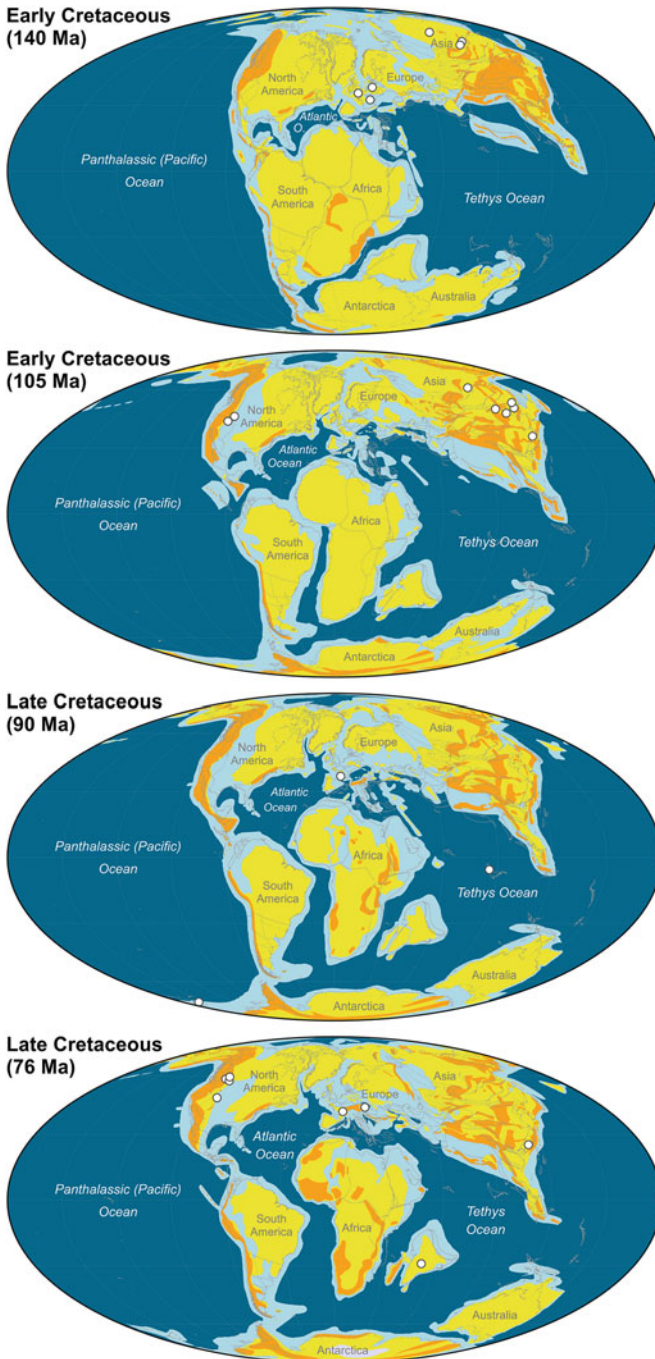 Early Cretaceous
(140 Ma)
Asia
North
America
Europe
Atlantic
O.
Panthalassic (Pacific)
Ocean
South
America
Africa
Tethys Ocean
Antarctica
Australia
Early Cretaceous
(105 Ma)
Asia
Europe
North
America
Atlantic
Ocean
Panthalassic (Pacific)
Ocean
Africa
South
America
Tethys Ocean
Australia
Antarctica
Late Cretaceous
(90 Ma)
North
America
Europe
Asia
Atlantic
Ocean
Panthalassic (Pacific)
Ocean
Africa
South
America
Tethys Ocean
Australia
Antarctica
Late Cretaceous
(76 Ma)
North
America
Asia
Europe
Atlantic
Ocean
Panthalassic (Pacific)
Ocean
South
America
Africa
Tethys
Ocean
Australia
Antarctica